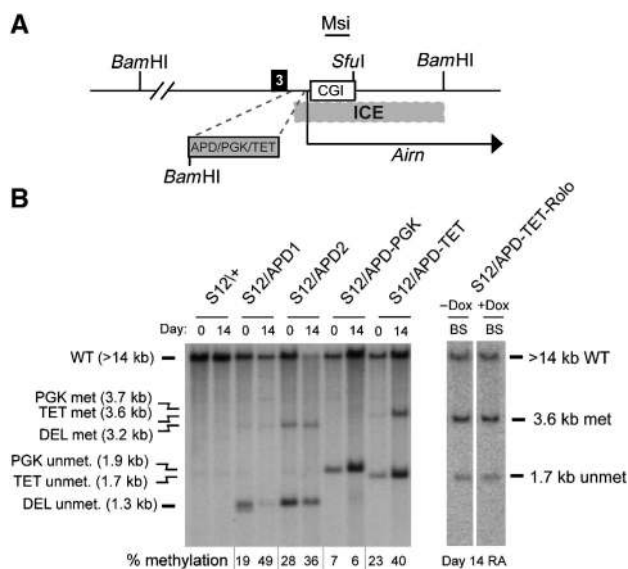 A
Msi
BamHI
SfuI
BamHI
3
CGI
ICE
APD/PGK/TET
Airn
BamHI
B
S12\+ S12/APD1 S12/APD2 S12/APD-PGK S12/APD-TET S12/APD-TET-Rolo
–Dox +Dox
Day: 0 14 0 14 0 14 0 14 0 14 BS BS
WT (>14 kb) >14 kb WT
PGK met (3.7 kb)
TET met (3.6 kb) 3.6 kb met
DEL met (3.2 kb)
PGK unmet. (1.9 kb)
TET unmet. (1.7 kb) 1.7 kb unmet
DEL unmet. (1.3 kb)
% methylation 19 49 28 36 7 6 23 40 Day 14 RA